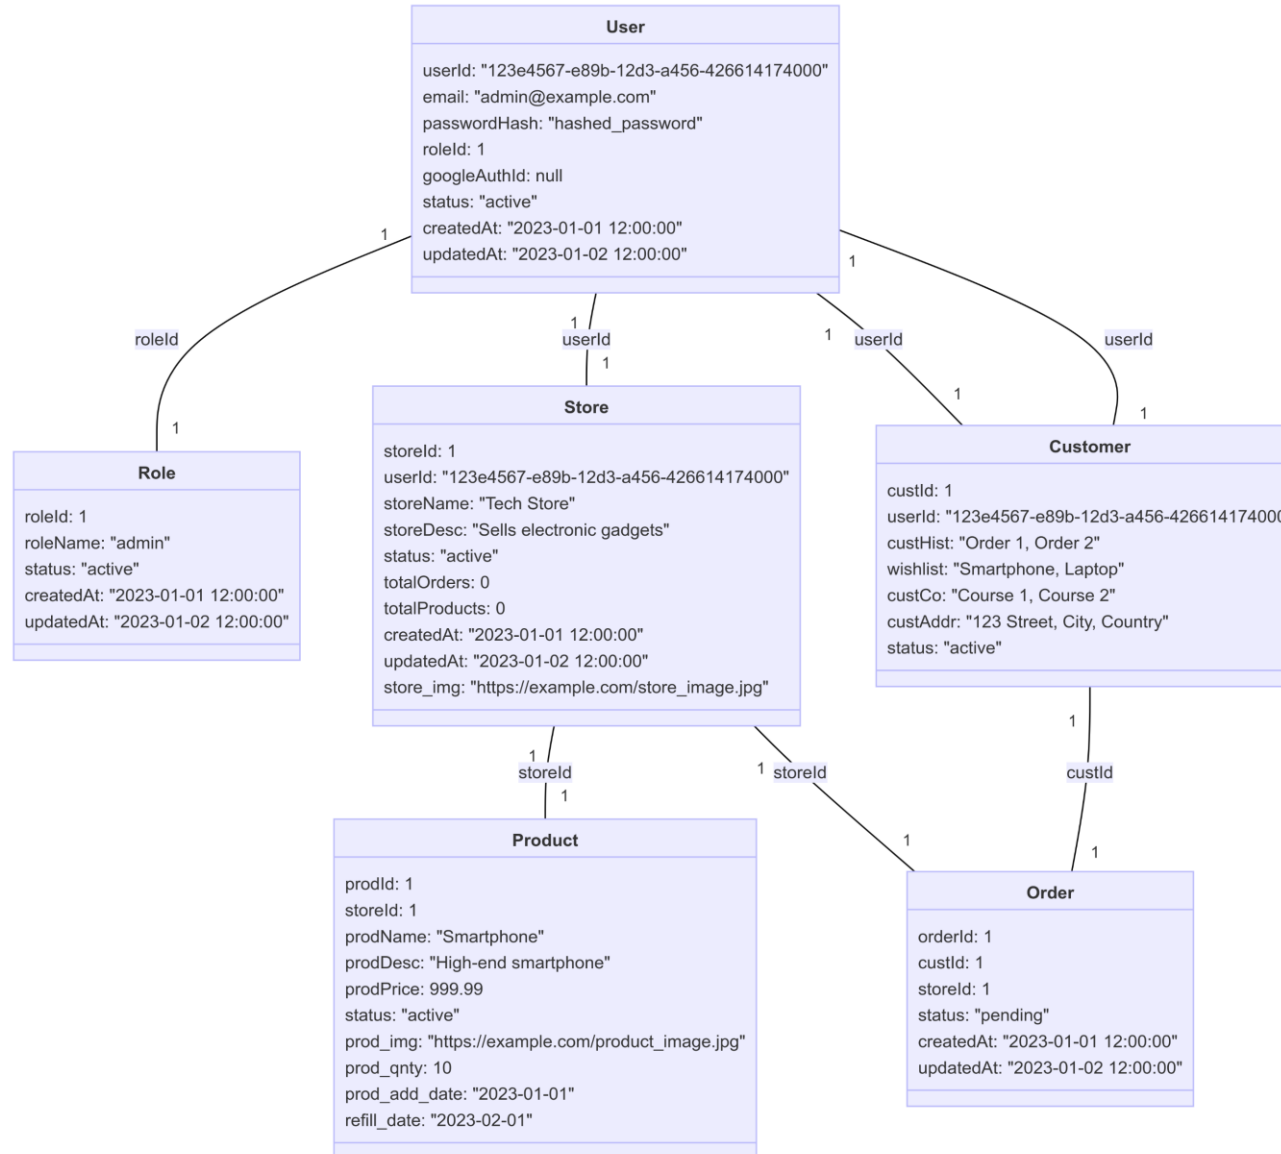 User
userId: "123e4567-e89b-12d3-a456-426614174000"
email: "admin@example.com"
passwordHash: "hashed_password"
roleId: 1
googleAuthId: null
status: "active"
createdAt: "2023-01-01 12:00:00"
updatedAt: "2023-01-02 12:00:00"
1
1
1
1
roleId
userId
userId
userId
1
1
1
1
Role
roleId: 1
roleName: "admin"
status: "active"
createdAt: "2023-01-01 12:00:00"
updatedAt: "2023-01-02 12:00:00"
Store
storeId: 1
userId: "123e4567-e89b-12d3-a456-426614174000"
storeName: "Tech Store"
storeDesc: "Sells electronic gadgets"
status: "active"
totalOrders: 0
totalProducts: 0
createdAt: "2023-01-01 12:00:00"
updatedAt: "2023-01-02 12:00:00"
store_img: "https://example.com/store_image.jpg"
Customer
custId: 1
userId: "123e4567-e89b-12d3-a456-426614174000
custHist: "Order 1, Order 2"
wishlist: "Smartphone, Laptop"
custCo: "Course 1, Course 2"
custAddr: "123 Street, City, Country"
status: "active"
1
1
1
storeId
storeId
custId
1
1
1
Product
prodId: 1
storeId: 1
prodName: "Smartphone"
prodDesc: "High-end smartphone"
prodPrice: 999.99
status: "active"
prod_img: "https://example.com/product_image.jpg"
prod_qnty: 10
prod_add_date: "2023-01-01"
refill_date: "2023-02-01"
Order
orderId: 1
custId: 1
storeId: 1
status: "pending"
createdAt: "2023-01-01 12:00:00"
updatedAt: "2023-01-02 12:00:00"